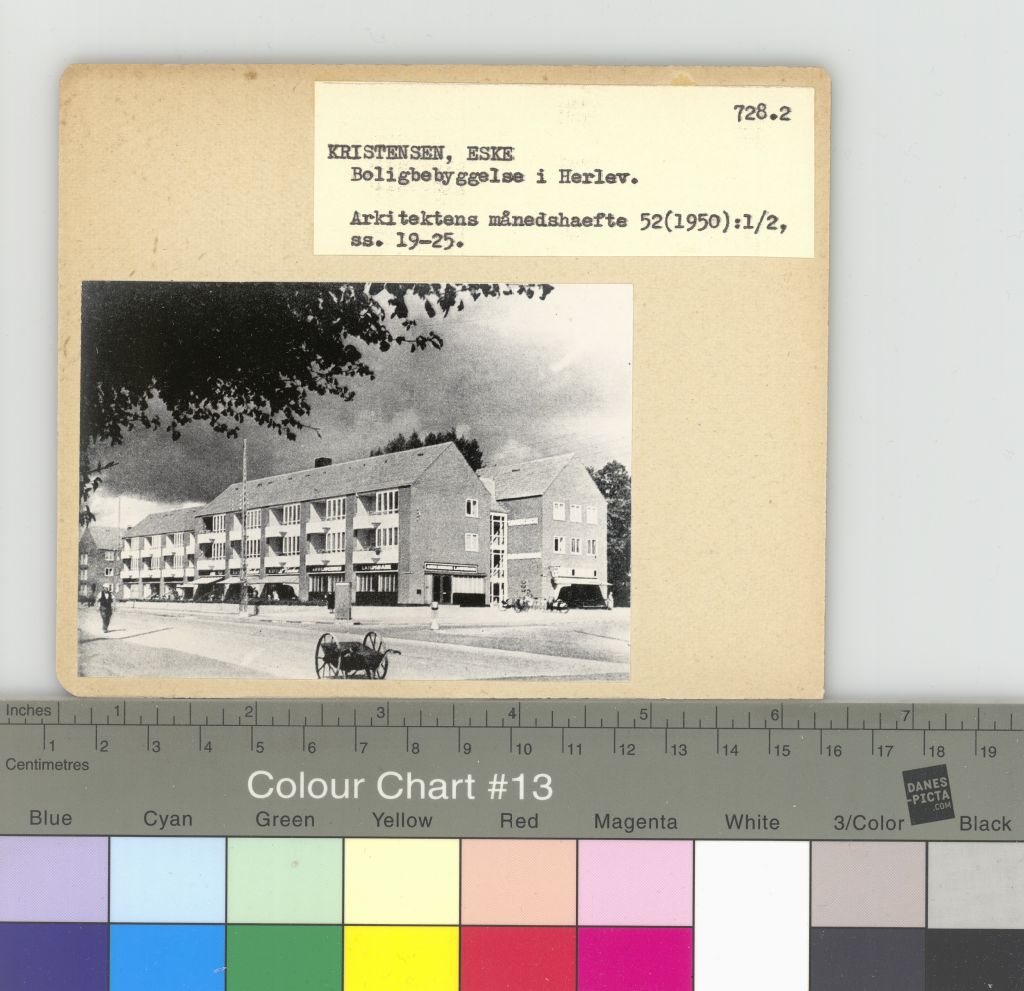 728.2
KRISTENSEN, ESKE
Boligbebyggelse i Herlev.
Arkitektens månedshaefte 52(1950):1/2,
ss. 19-25.
LANDSBANK
Inches 1 2 3 4 5 6 7
1 2 3 4 5 6 7 8 9 10 11 12 13 14 15 16 17 18 19
Centimetres
Colour Chart #13
DANES
-PICTA
.COM
Blue Cyan Green Yellow Red Magenta White 3/Color Black